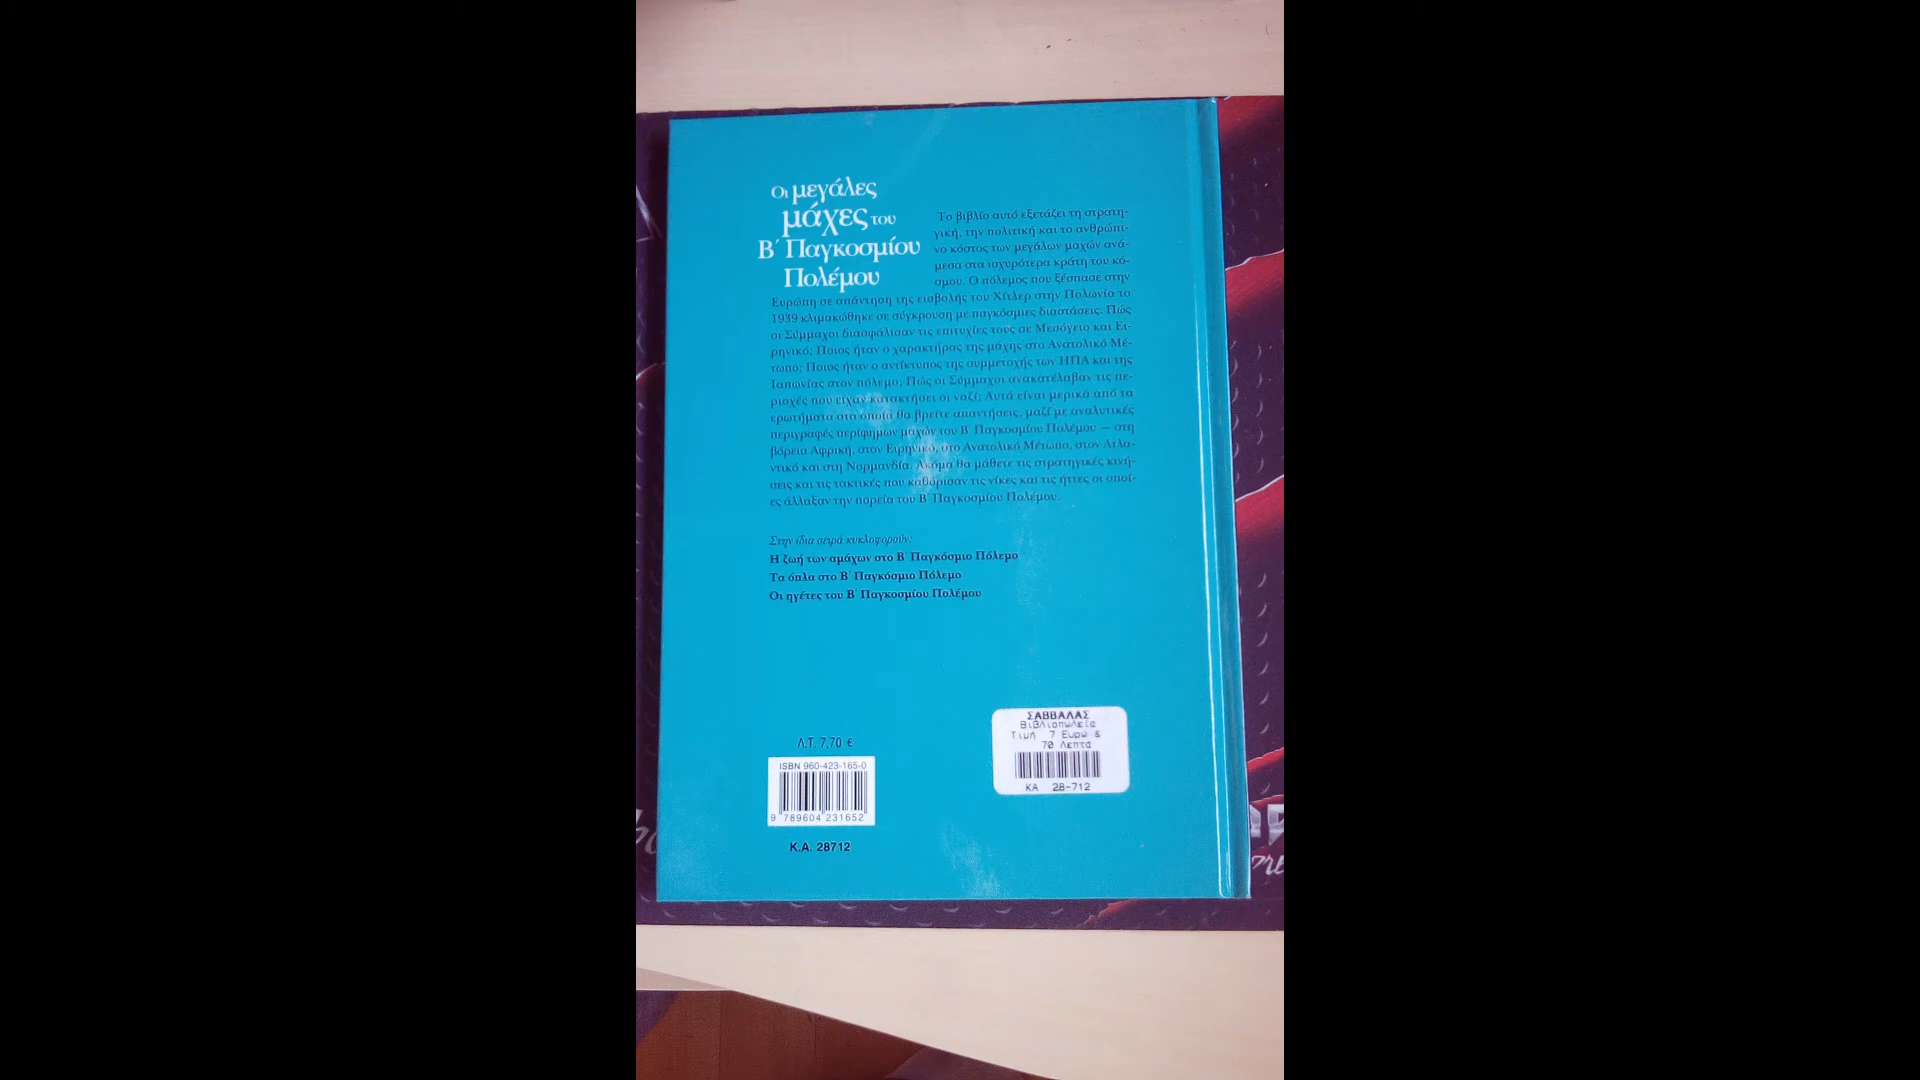 Οι μεγάλες
μάχες του
Β΄ Παγκοσμίου
Πολέμου
Το βιβλίο αυτό εξετάζει τη στρατη-
γική, την πολιτική και το ανθρώπι-
νο κόστος των μεγάλων μαχών ανά-
μεσα στα ισχυρότερα κράτη του κό-
σμου. Ο πόλεμος που ξέσπασε στην
Ευρώπη σε απάντηση της εισβολής του Χίτλερ στην Πολωνία το
1939 κλιμακώθηκε σε σύγκρουση με παγκόσμιες διαστάσεις. Πώς
οι Σύμμαχοι διασφάλισαν τις επιτυχίες τους σε Μεσόγειο και Ει-
ρηνικό; Ποιος ήταν ο χαρακτήρας της μάχης στο Ανατολικό Μέ-
τωπο; Ποιος ήταν ο αντίκτυπος της συμμετοχής των ΗΠΑ και της
Ιαπωνίας στον πόλεμο; Πώς οι Σύμμαχοι ανακατέλαβαν τις πε-
ριοχές που είχαν κατακτήσει οι ναζί; Αυτά είναι μερικά από τα
ερωτήματα στα οποία θα βρείτε απαντήσεις, μαζί με αναλυτικές
περιγραφές περίφημων μαχών του Β΄ Παγκοσμίου Πολέμου – στη
βόρεια Αφρική, στον Ειρηνικό, στο Ανατολικό Μέτωπο, στον Ατλα-
ντικό και στη Νορμανδία. Ακόμα θα μάθετε τις στρατηγικές κινή-
σεις και τις τακτικές που καθόρισαν τις νίκες και τις ήττες οι οποί-
ες άλλαξαν την πορεία του Β΄ Παγκοσμίου Πολέμου.
Στην ίδια σειρά κυκλοφορούν:
Η ζωή των αμάχων στο Β΄ Παγκόσμιο Πόλεμο
Τα όπλα στο Β΄ Παγκόσμιο Πόλεμο
Οι ηγέτες του Β΄ Παγκοσμίου Πολέμου
ΣΑΒΒΑΛΑΣ
Βιβλιοπωλεία
Τιμή 7 Ευρώ &
70 Λεπτά
ΚΑ 28-712
Λ.Τ. 7,70 €
ISBN 960-423-165-0
9 789604 231652
Κ.Α. 28712